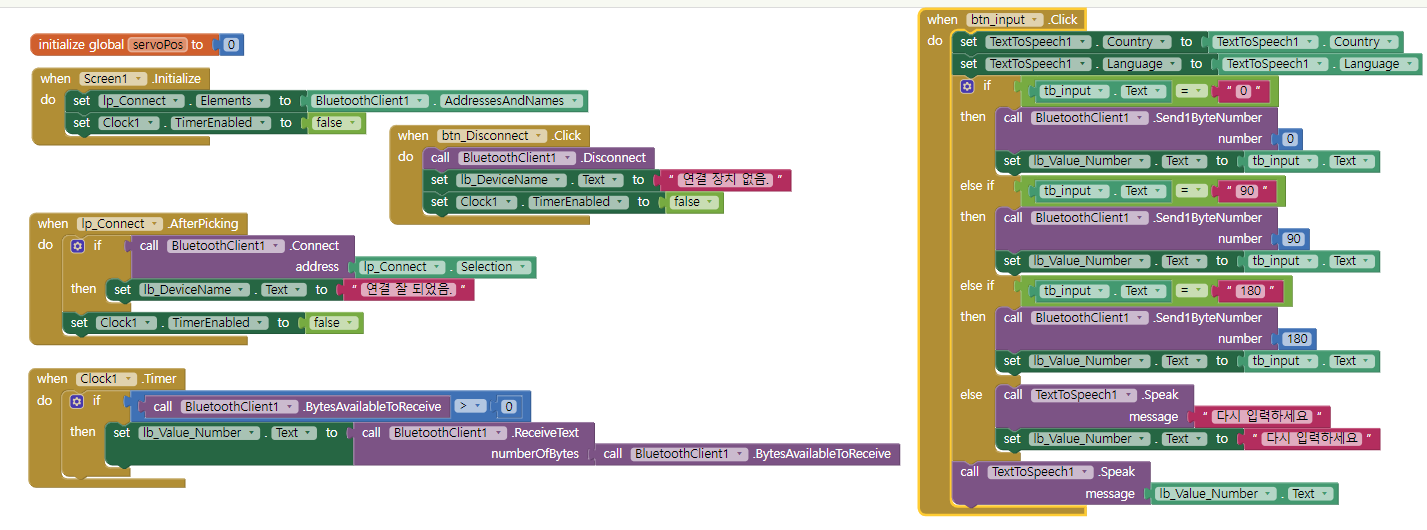 initialize global servoPos to 0
when Screen1 .Initialize
do set lp_Connect . Elements to BluetoothClient1 . AddressesAndNames
set Clock1 . TimerEnabled to false
when btn_Disconnect .Click
do call BluetoothClient1 .Disconnect
set lb_DeviceName . Text to "연결 장치 없음."
set Clock1 . TimerEnabled to false
when lp_Connect .AfterPicking
do if call BluetoothClient1 .Connect
address lp_Connect . Selection
then set lb_DeviceName . Text to "연결 잘 되었음."
set Clock1 . TimerEnabled to false
when Clock1 .Timer
do if call BluetoothClient1 .BytesAvailableToReceive > 0
then set lb_Value_Number . Text to call BluetoothClient1 .ReceiveText
numberOfBytes call BluetoothClient1 .BytesAvailableToReceive
when btn_input .Click
do set TextToSpeech1 . Country to TextToSpeech1 . Country
set TextToSpeech1 . Language to TextToSpeech1 . Language
if tb_input . Text = "0"
then call BluetoothClient1 .Send1ByteNumber
number 0
set lb_Value_Number . Text to tb_input . Text
else if tb_input . Text = "90"
then call BluetoothClient1 .Send1ByteNumber
number 90
set lb_Value_Number . Text to tb_input . Text
else if tb_input . Text = "180"
then call BluetoothClient1 .Send1ByteNumber
number 180
set lb_Value_Number . Text to tb_input . Text
else call TextToSpeech1 .Speak
message "다시 입력하세요"
set lb_Value_Number . Text to "다시 입력하세요"
call TextToSpeech1 .Speak
message lb_Value_Number . Text